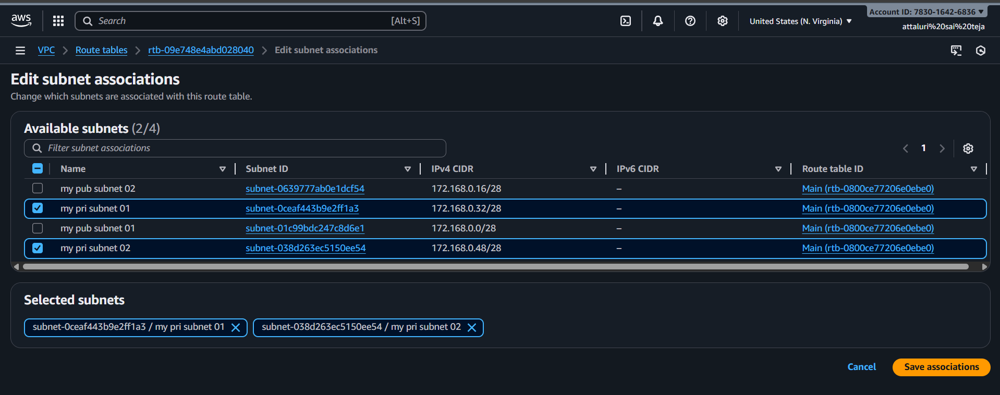 aws Search [Alt+S] United States (N. Virginia) Account ID: 7830-1642-6836
attaluri%20sai%20teja
VPC Route tables rtb-09e748e4abd028040 Edit subnet associations
Edit subnet associations
Change which subnets are associated with this route table.
Available subnets (2/4)
Filter subnet associations 1
Name Subnet ID IPv4 CIDR IPv6 CIDR Route table ID
my pub subnet 02 subnet-0639777ab0e1dcf54 172.168.0.16/28 – Main (rtb-0800ce77206e0ebe0)
my pri subnet 01 subnet-0ceaf443b9e2ff1a3 172.168.0.32/28 – Main (rtb-0800ce77206e0ebe0)
my pub subnet 01 subnet-01c99bdc247c8d6e1 172.168.0.0/28 – Main (rtb-0800ce77206e0ebe0)
my pri subnet 02 subnet-038d263ec5150ee54 172.168.0.48/28 – Main (rtb-0800ce77206e0ebe0)
Selected subnets
subnet-0ceaf443b9e2ff1a3 / my pri subnet 01 subnet-038d263ec5150ee54 / my pri subnet 02
Cancel Save associations